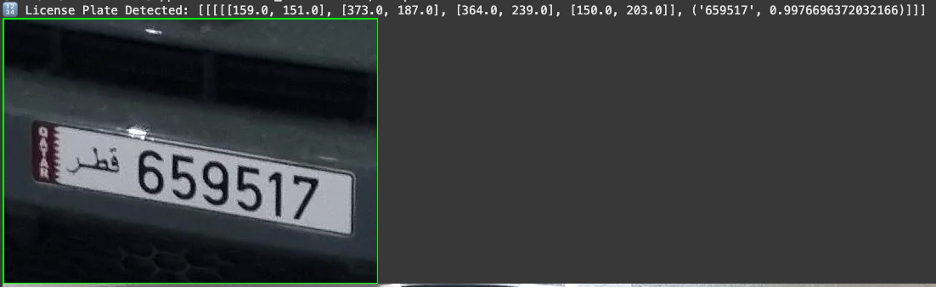 License Plate Detected: [[[[[159.0, 151.0], [373.0, 187.0], [364.0, 239.0], [150.0, 203.0]], ('659517', 0.9976696372032166)]]]
QATAR
قطر 659517